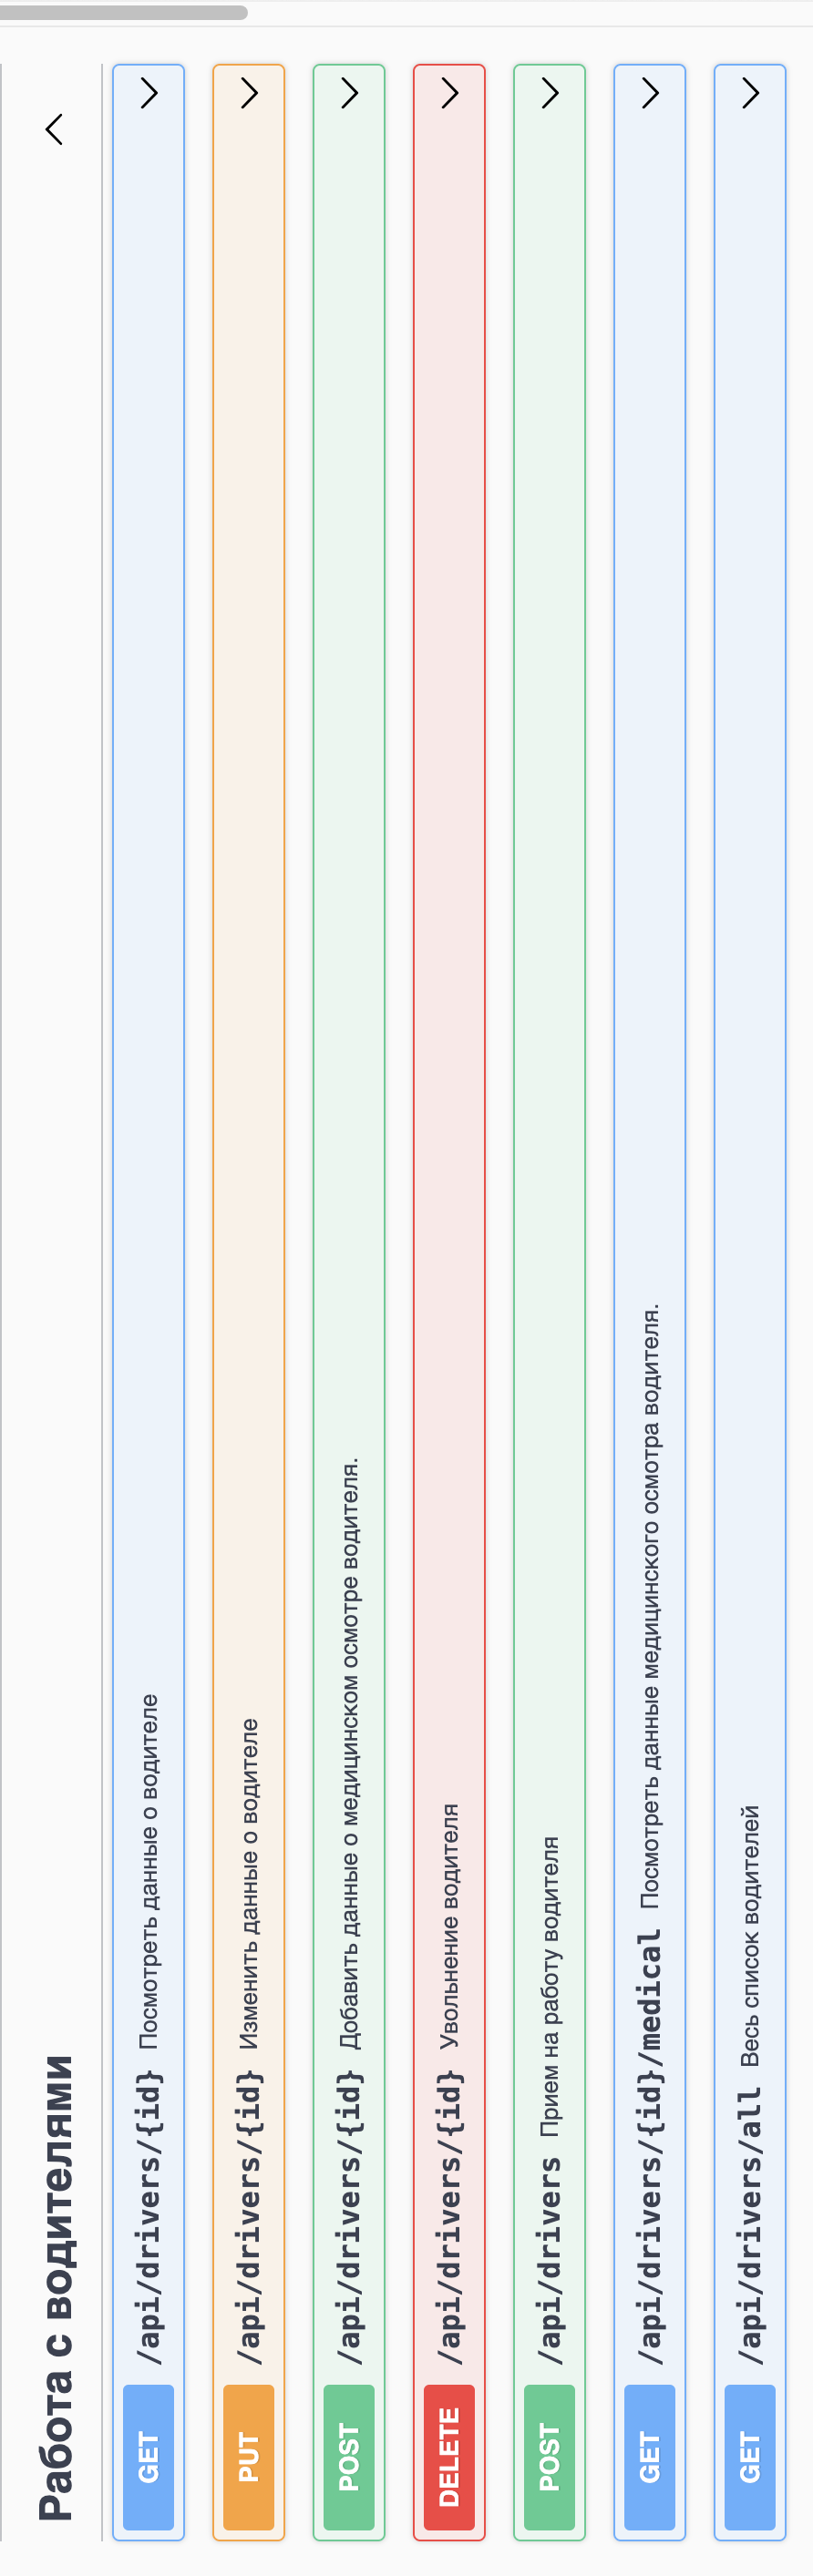 Работа с водителями
GET /api/drivers/{id} Посмотреть данные о водителе
PUT /api/drivers/{id} Изменить данные о водителе
POST /api/drivers/{id} Добавить данные о медицинском осмотре водителя.
DELETE /api/drivers/{id} Увольнение водителя
POST /api/drivers Прием на работу водителя
GET /api/drivers/{id}/medical Посмотреть данные медицинского осмотра водителя.
GET /api/drivers/all Весь список водителей